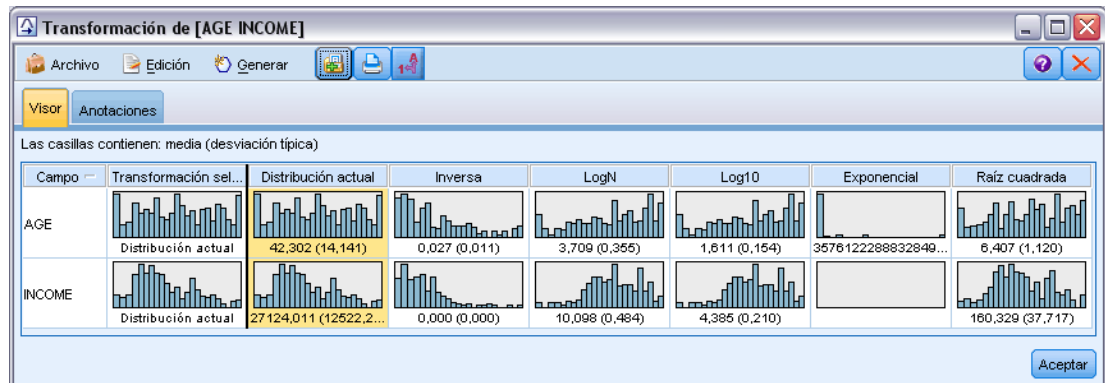 Transformación de [AGE INCOME]
Archivo Edición Generar
Visor Anotaciones
Las casillas contienen: media (desviación típica)
Campo Transformación sel... Distribución actual Inversa LogN Log10 Exponencial Raíz cuadrada
AGE
Distribución actual 42,302 (14,141) 0,027 (0,011) 3,709 (0,355) 1,611 (0,154) 3576122288832849... 6,407 (1,120)
INCOME
Distribución actual 27124,011 (12522,2... 0,000 (0,000) 10,098 (0,484) 4,385 (0,210) 160,329 (37,717)
Aceptar